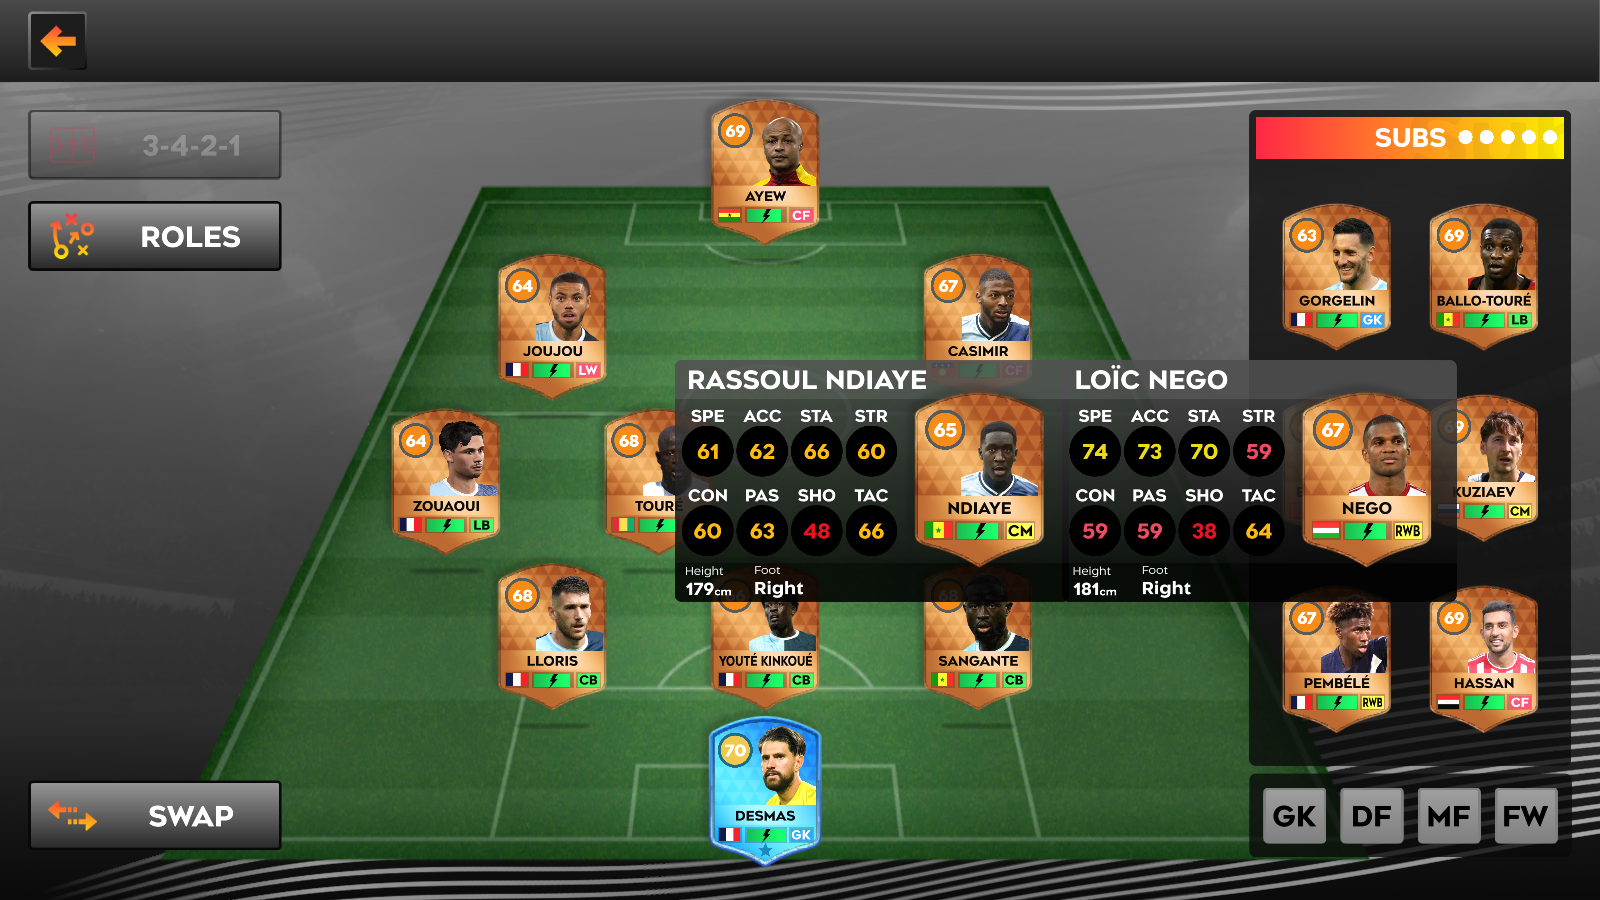 3-4-2-1
ROLES
69
AYEW
CF
SUBS
63
GORGELIN
GK
69
BALLO-TOURÉ
LB
64
JOUJOU
LW
67
CASIMIR
CF
RASSOUL NDIAYE
SPE ACC STA STR
61 62 66 60
CON PAS SHO TAC
60 63 48 66
Height Foot
179cm Right
65
NDIAYE
CM
LOÏC NEGO
SPE ACC STA STR
74 73 70 59
CON PAS SHO TAC
59 59 38 64
Height Foot
181cm Right
67
NEGO
RWB
KUZIAEV
CM
64
ZOUAOUI
LB
68
TOURE
68
LLORIS
CB
YOUTÉ KINKOUÉ
CB
68
SANGANTE
CB
67
PEMBÉLÉ
RWB
69
HASSAN
CF
70
DESMAS
GK
SWAP
GK DF MF FW